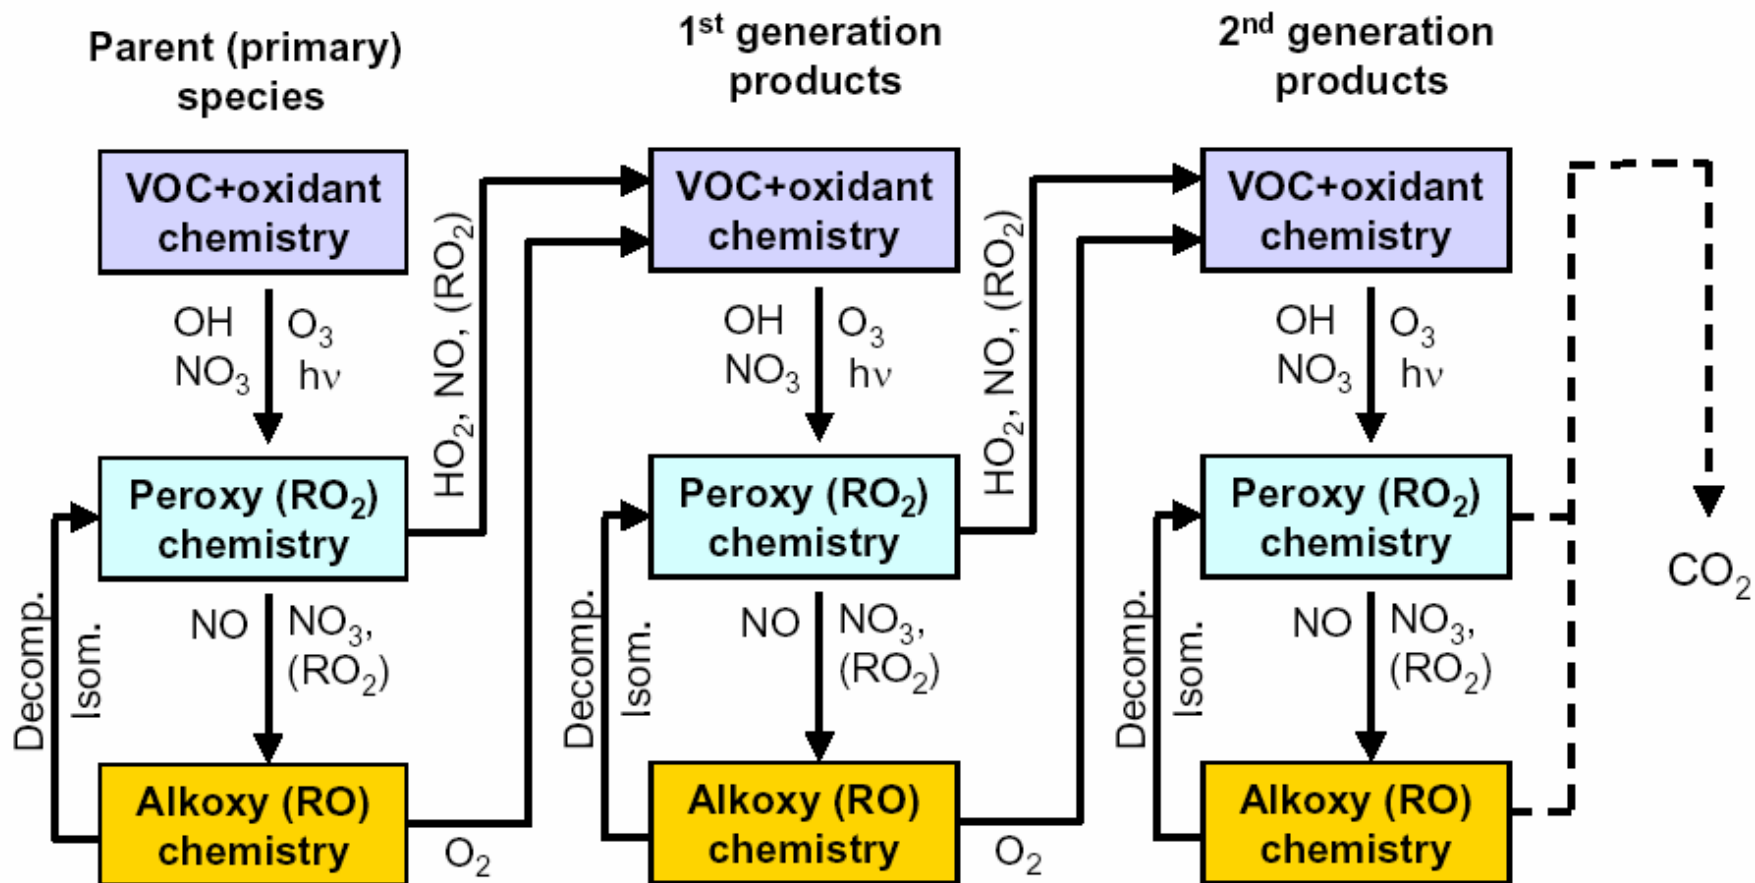 Parent (primary)
species
1st generation
products
2nd generation
products
VOC+oxidant
chemistry
VOC+oxidant
chemistry
VOC+oxidant
chemistry
OH
O3
NO3
hν
HO2, NO, (RO2)
OH
O3
NO3
hν
HO2, NO, (RO2)
OH
O3
NO3
hν
Peroxy (RO2)
chemistry
Peroxy (RO2)
chemistry
Peroxy (RO2)
chemistry
CO2
Decomp.
Isom.
NO
NO3,
(RO2)
Decomp.
Isom.
NO
NO3,
(RO2)
Decomp.
Isom.
NO
NO3,
(RO2)
Alkoxy (RO)
chemistry
O2
Alkoxy (RO)
chemistry
O2
Alkoxy (RO)
chemistry